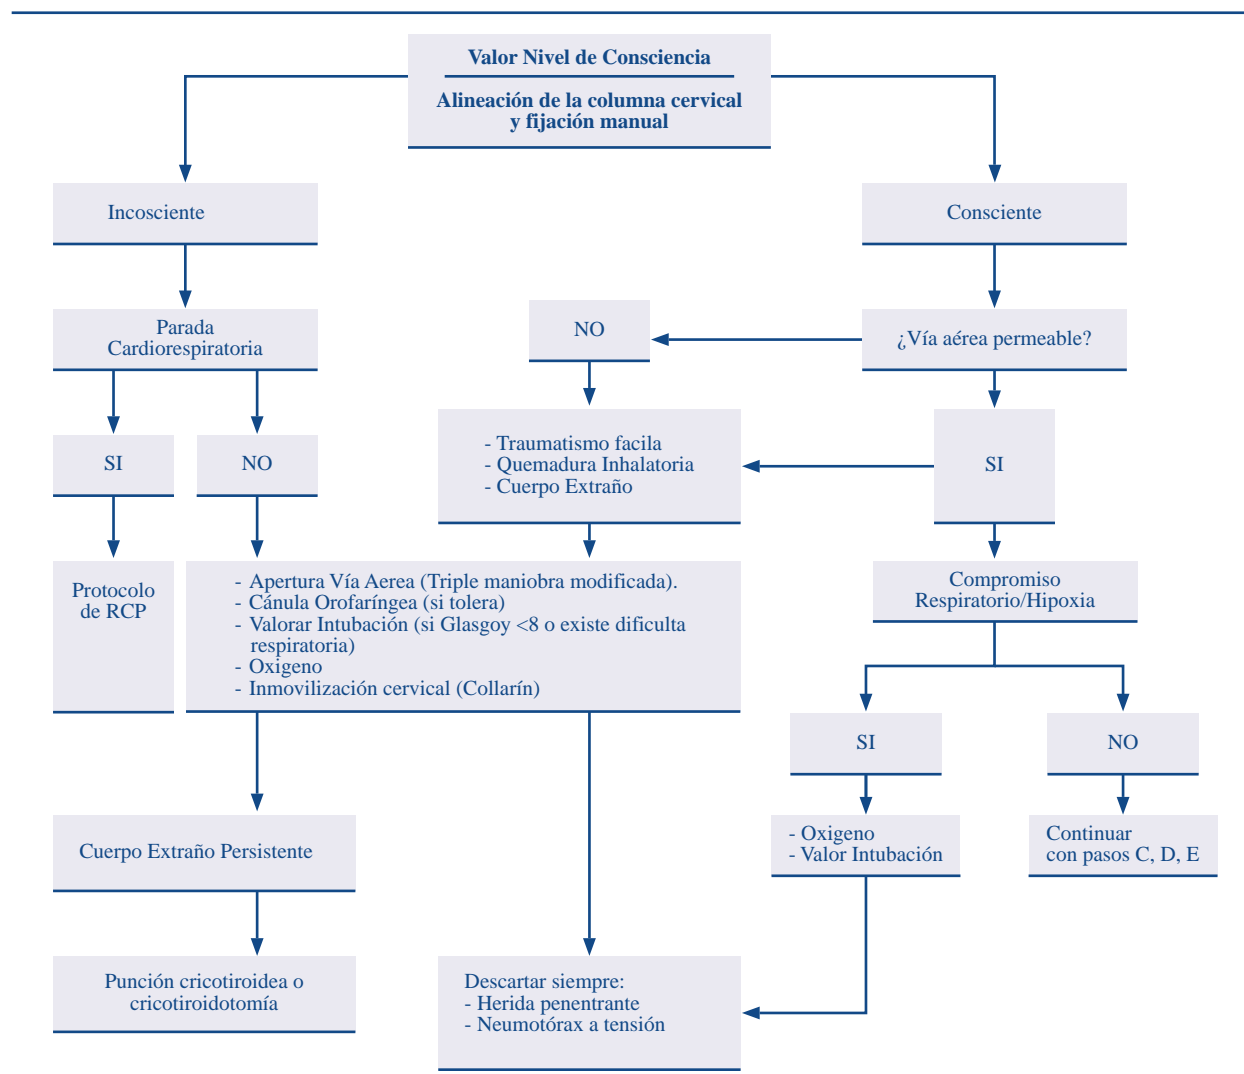 Valor Nivel de Consciencia
Alineación de la columna cervical
y fijación manual
Incosciente
Consciente
Parada
Cardiorespiratoria
NO
¿Vía aérea permeable?
SI
NO
- Traumatismo facila
- Quemadura Inhalatoria
- Cuerpo Extraño
SI
Protocolo
de RCP
- Apertura Vía Aerea (Triple maniobra modificada).
- Cánula Orofaríngea (si tolera)
- Valorar Intubación (si Glasgoy <8 o existe dificulta
respiratoria)
- Oxigeno
- Inmovilización cervical (Collarín)
Compromiso
Respiratorio/Hipoxia
SI
NO
Cuerpo Extraño Persistente
- Oxigeno
- Valor Intubación
Continuar
con pasos C, D, E
Punción cricotiroidea o
cricotiroidotomía
Descartar siempre:
- Herida penentrante
- Neumotórax a tensión